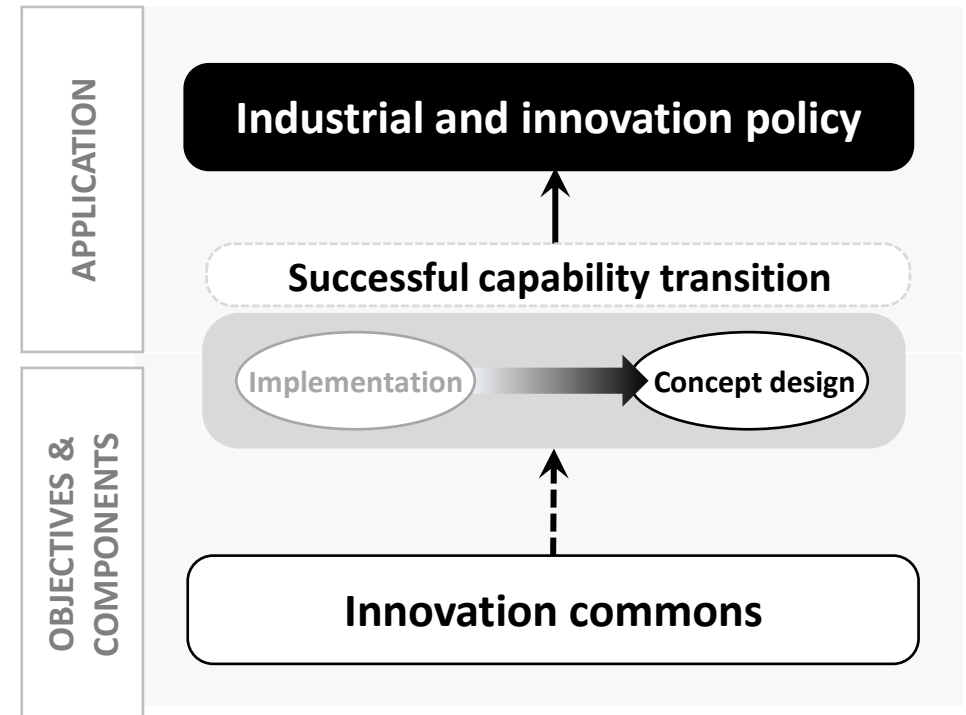 APPLICATION
Industrial and innovation policy
Successful capability transition
Implementation
Concept design
OBJECTIVES &
COMPONENTS
Innovation commons